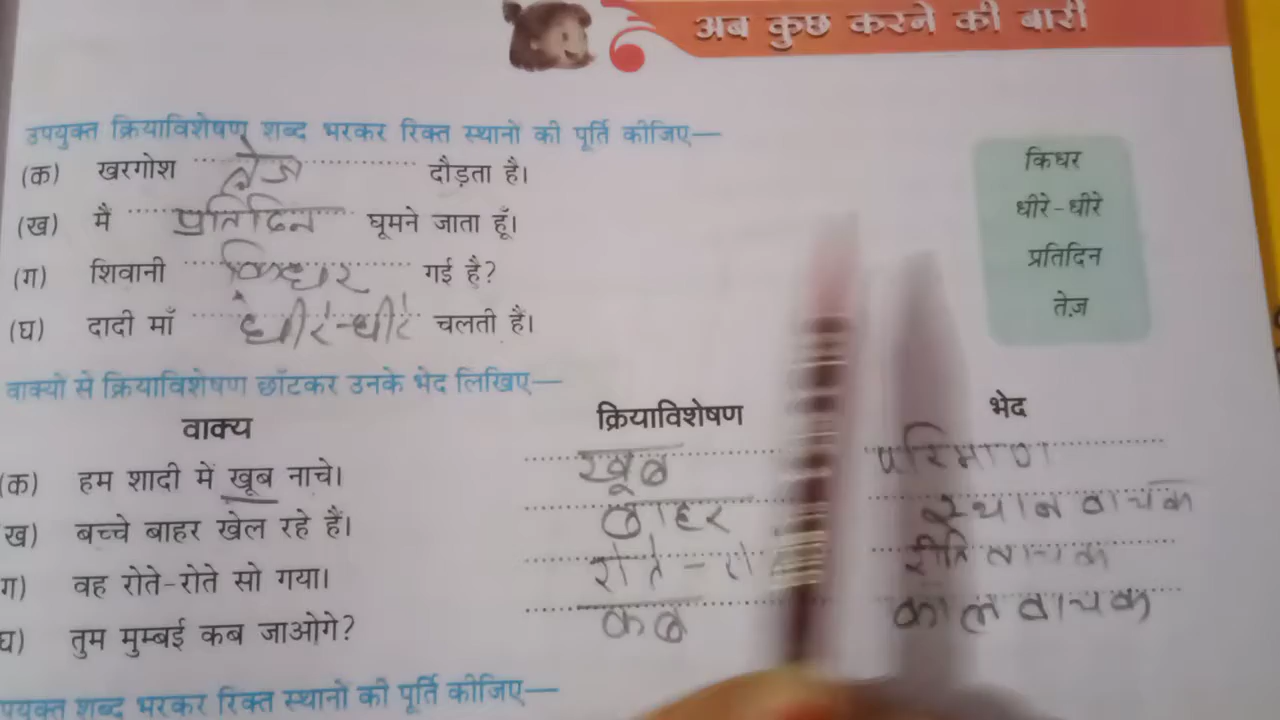 अब कुछ करने की बारी
उपयुक्त क्रियाविशेषण शब्द भरकर रिक्त स्थानों की पूर्ति कीजिए—
(क) खरगोश तेज दौड़ता है।
(ख) मैं प्रतिदिन घूमने जाता हूँ।
(ग) शिवानी किधर गई है?
(घ) दादी माँ धीरे-धीरे चलती हैं।
किधर
धीरे-धीरे
प्रतिदिन
तेज़
वाक्यों से क्रियाविशेषण छाँटकर उनके भेद लिखिए—
वाक्य क्रियाविशेषण भेद
(क) हम शादी में खूब नाचे। खूब परिमाण
ख) बच्चे बाहर खेल रहे हैं। बाहर स्थान वाचक
ग) वह रोते-रोते सो गया। रोते- रीति वाचक
घ) तुम मुम्बई कब जाओगे? कब काल वाचक
पयुक्त शब्द भरकर रिक्त स्थानों की पूर्ति कीजिए—